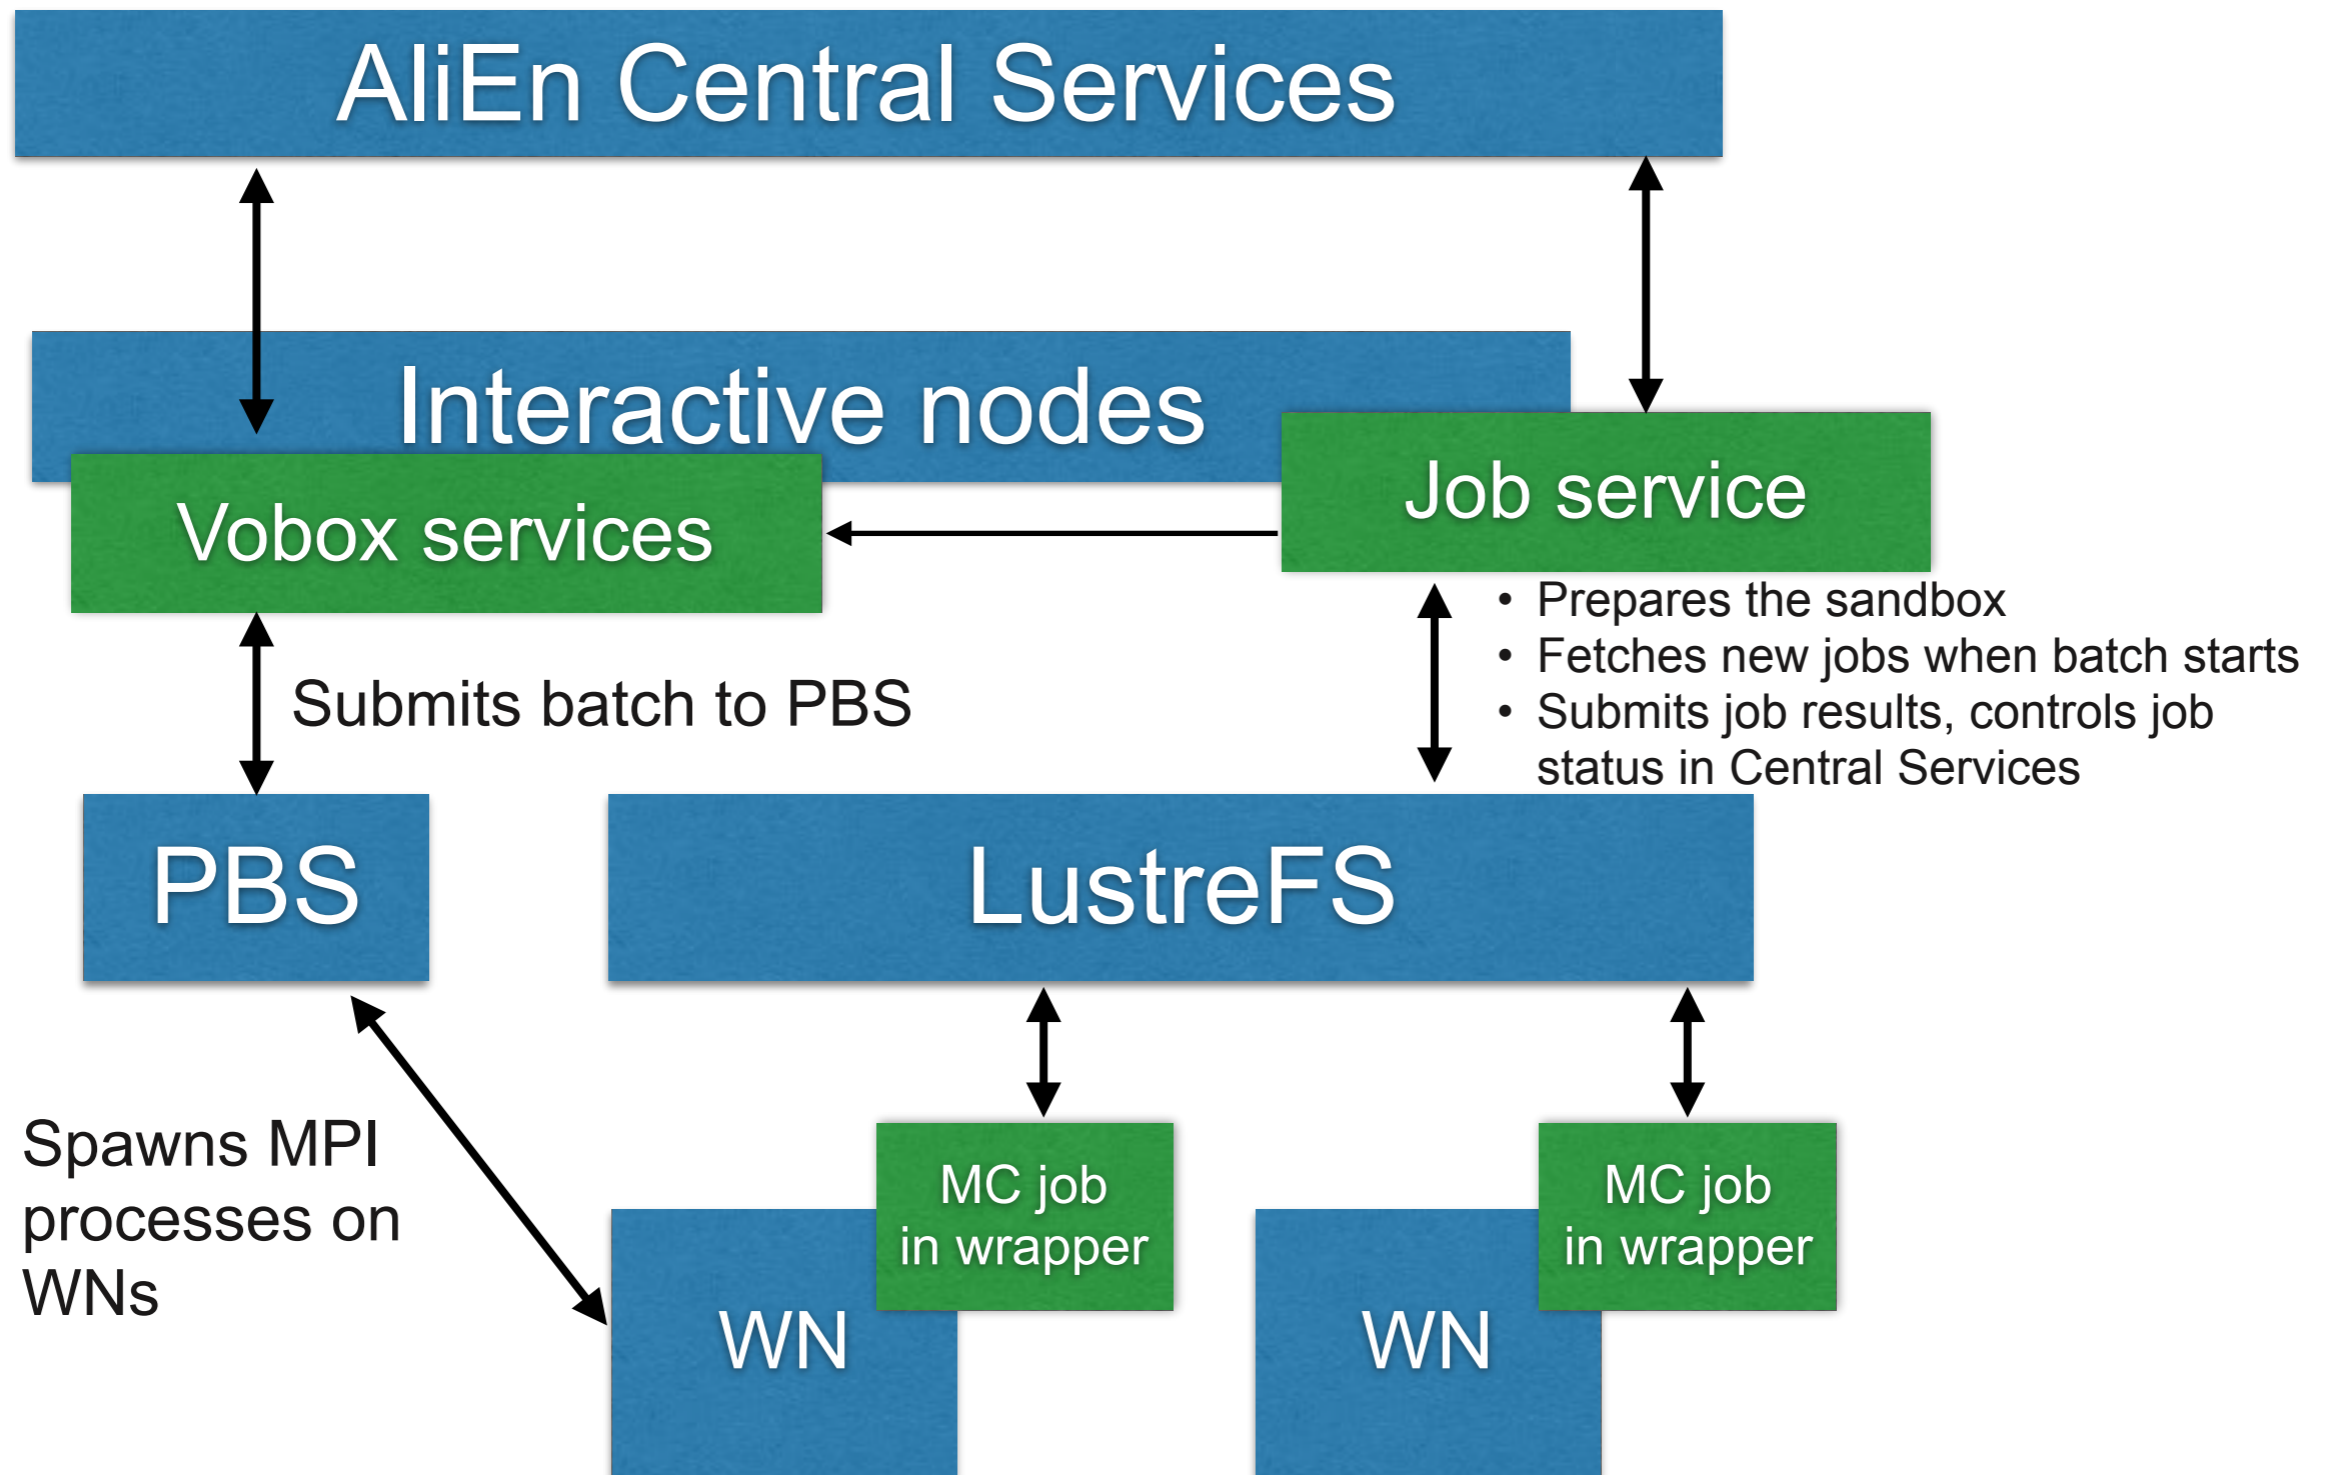 AliEn Central Services
Interactive nodes
Job service
Vobox services
• Prepares the sandbox
• Fetches new jobs when batch starts
• Submits job results, controls job
status in Central Services
Submits batch to PBS
PBS
LustreFS
Spawns MPI
processes on
WNs
MC job
in wrapper
WN
MC job
in wrapper
WN